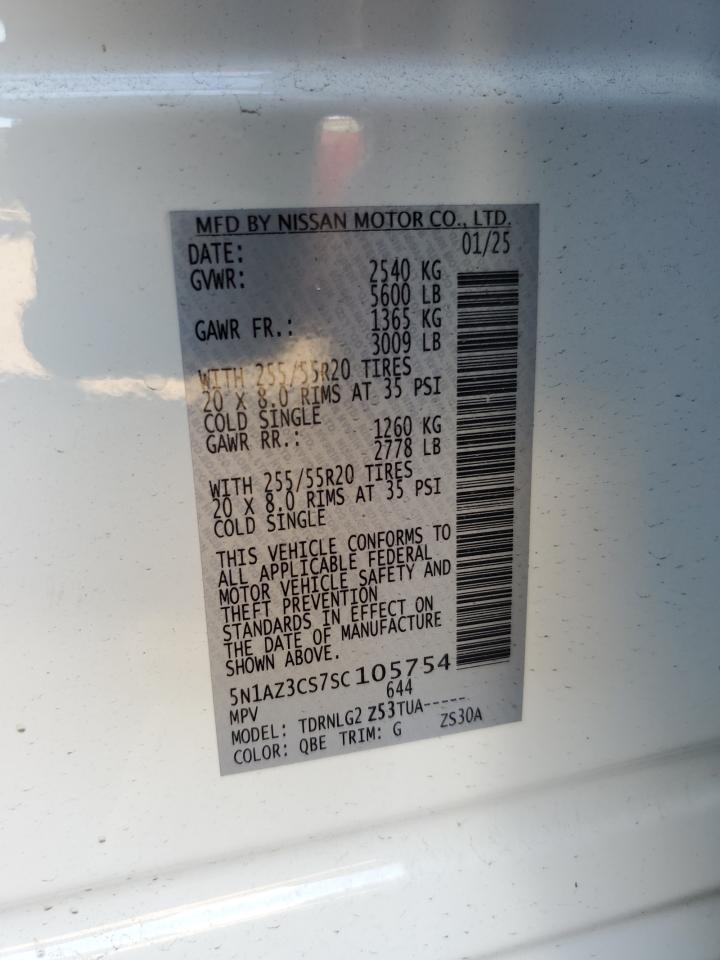 MFD BY NISSAN MOTOR CO., LTD.
DATE: 01/25
GVWR: 2540 KG
5600 LB
GAWR FR.: 1365 KG
3009 LB
WITH 255/55R20 TIRES
20 X 8.0 RIMS AT 35 PSI
COLD SINGLE
GAWR RR.: 1260 KG
2778 LB
WITH 255/55R20 TIRES
20 X 8.0 RIMS AT 35 PSI
COLD SINGLE
THIS VEHICLE CONFORMS TO
ALL APPLICABLE FEDERAL
MOTOR VEHICLE SAFETY AND
THEFT PREVENTION
STANDARDS IN EFFECT ON
THE DATE OF MANUFACTURE
SHOWN ABOVE.
5N1AZ3CS7SC105754
MPV 644
MODEL: TDRNLG2 Z53TUA-----
COLOR: QBE TRIM: G ZS30A